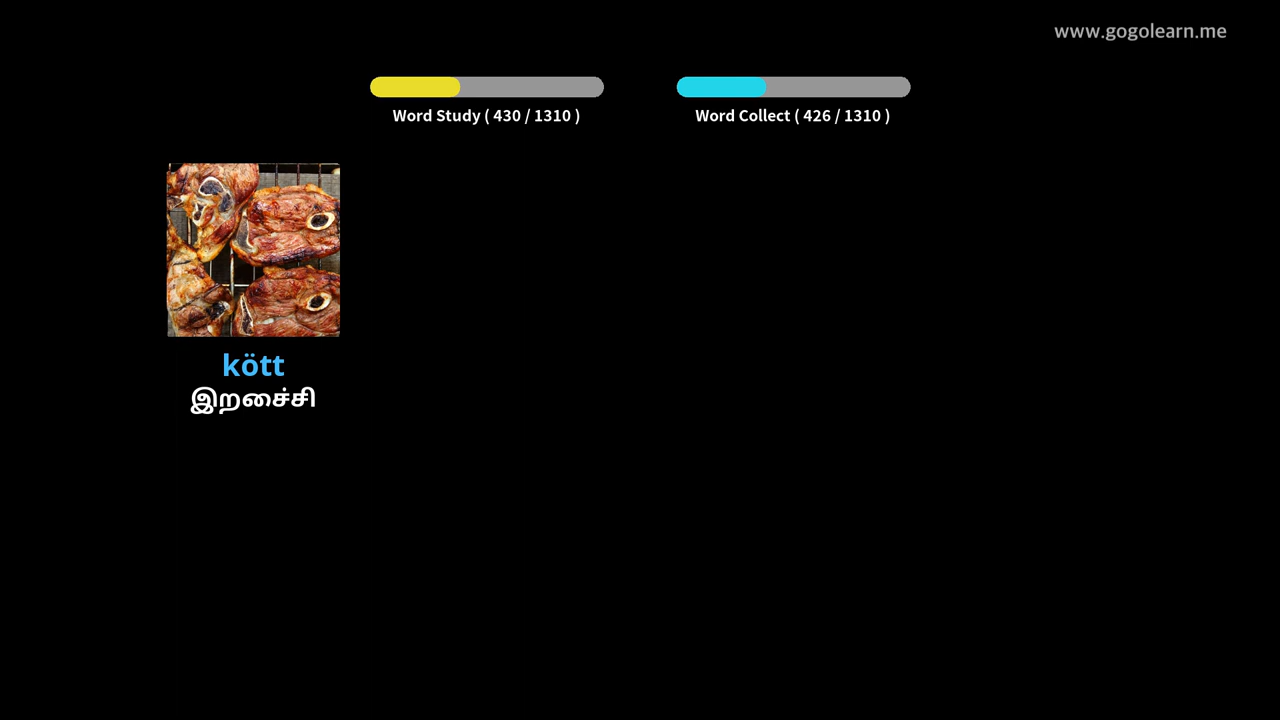 www.gogolearn.me
Word Study ( 430 / 1310 )
Word Collect ( 426 / 1310 )
kött
இறைச்சி